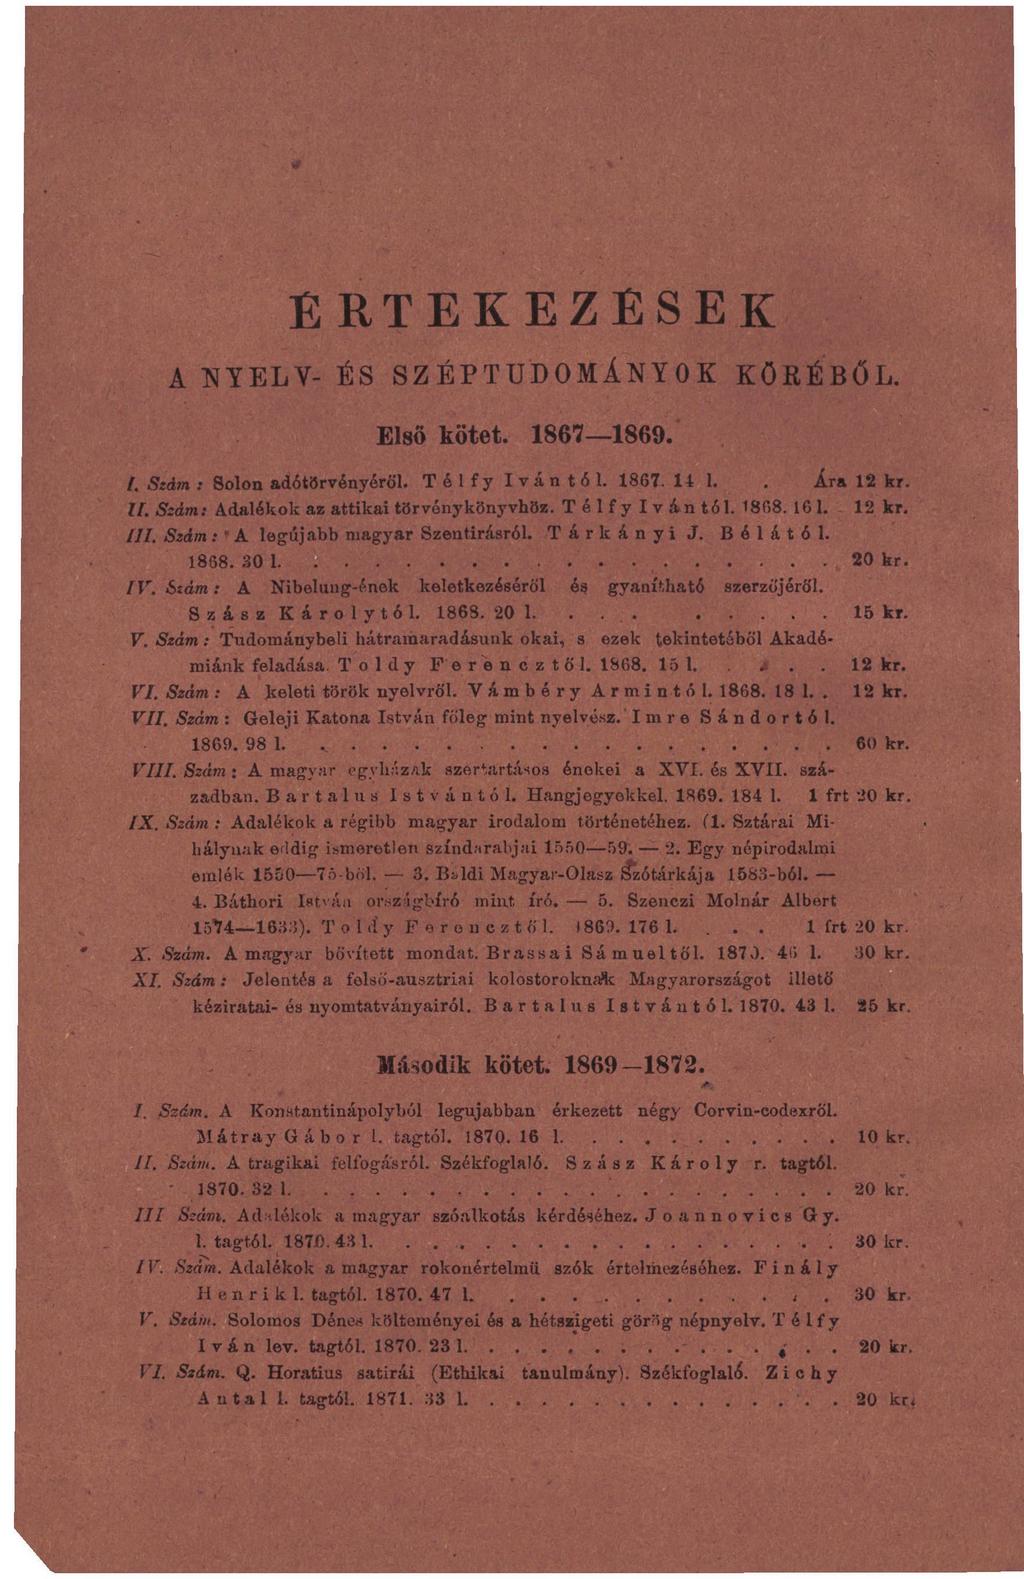 ÉRTEKEZÉSEK
A NYELV- ÉS SZÉPTUDOMÁNYOK KÖRÉBŐL.
Első kötet. 1867—1869.
I. Szám : Solon adótörvényéről. Télfy Ivántól. 1867. 14 l. . Ára 12 kr.
II. Szám: Adalékok az attikai törvénykönyvhöz. Télfy Ivántól. 1868. 16 l. 12 kr.
III. Szám : A legújabb magyar Szentirásról. Tárkányi J. Bélától.
1868. 30 l. . . . . . . . . . . . . . . . . 20 kr.
IV. Szám : A Nibelung-ének keletkezéséről és gyanítható szerzőjéről.
Szász Károlytól. 1868. 20 l. . . . . . . . . . 15 kr.
V. Szám : Tudománybeli hátramaradásunk okai, s ezek tekintetéből Akadé-
miánk feladása. Toldy Ferencztől. 1868. 15 l. . . . . 12 kr.
VI. Szám : A keleti török nyelvről. Vámbéry Armintól. 1868. 18 l. . 12 kr.
VII. Szám : Geleji Katona István főleg mint nyelvész. Imre Sándortól.
1869. 98 l. . . . . . . . . . . . . . . . . 60 kr.
VIII. Szám : A magyar egyházak szertartásos énekei a XVI. és XVII. szá-
zadban. Bartalus Istvántól. Hangjegyekkel. 1869. 184 l. 1 frt 20 kr.
IX. Szám : Adalékok a régibb magyar irodalom történetéhez. (1. Sztárai Mi-
hálynak eddig ismeretlen színdarabjai 1550—59. — 2. Egy népirodalmi
emlék 1550—75-ből. — 3. Baldi Magyar-Olasz Szótárkája 1583-ból. —
4. Báthori István országbíró mint író. — 5. Szenczi Molnár Albert
1574—1633). Toldy Ferencztől. 1869. 176 l. . . . 1 frt 20 kr.
X. Szám. A magyar bővített mondat. Brassai Sámueltől. 1870. 46 l. 30 kr.
XI. Szám : Jelentés a felső-ausztriai kolostoroknak Magyarországot illető
kéziratai- és nyomtatványairól. Bartalus Istvántól. 1870. 43 l. 25 kr.
Második kötet. 1869—1872.
I. Szám. A Konstantinápolyból legujabban érkezett négy Corvin-codexről.
Mátray Gábor l. tagtól. 1870. 16 l. . . . . . . . . . 10 kr.
II. Szám. A tragikai felfogásról. Székfoglaló. Szász Károly r. tagtól.
1870. 32 l. . . . . . . . . . . . . . . . . 20 kr.
III Szám. Adalékok a magyar szóalkotás kérdéséhez. Joannovics Gy.
l. tagtól. 1870. 43 l. . . . . . . . . . . . . . 30 kr.
IV. Szám. Adalékok a magyar rokonértelmü szók értelmezéséhez. Finály
Henrik l. tagtól. 1870. 47 l. . . . . . . . . . . . 30 kr.
V. Szám. Solomos Dénes költeményei és a hétszigeti görög népnyelv. Télfy
Iván lev. tagtól. 1870. 23 l. . . . . . . . . . . . 20 kr.
VI. Szám. Q. Horatius satirái (Ethikai tanulmány). Székfoglaló. Zichy
Antal l. tagtól. 1871. 33 l. . . . . . . . . . . . 20 kr.